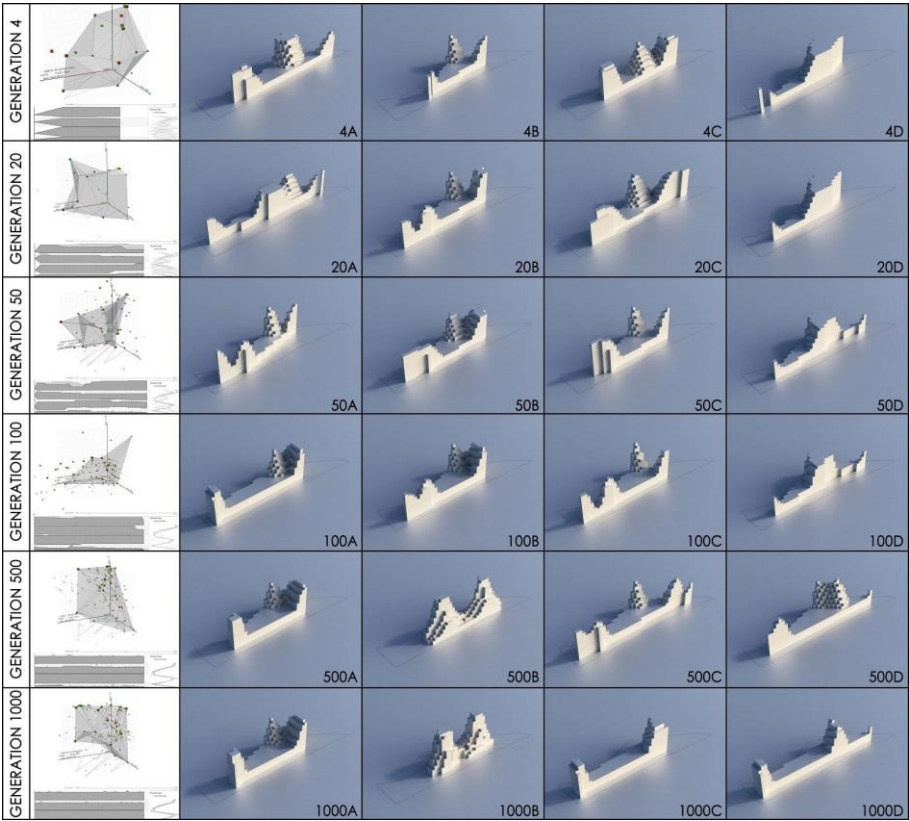 GENERATION 4
4A
4B
4C
4D
GENERATION 20
20A
20B
20C
20D
GENERATION 50
50A
50B
50C
50D
GENERATION 100
100A
100B
100C
100D
GENERATION 500
500A
500B
500C
500D
GENERATION 1000
1000A
1000B
1000C
1000D